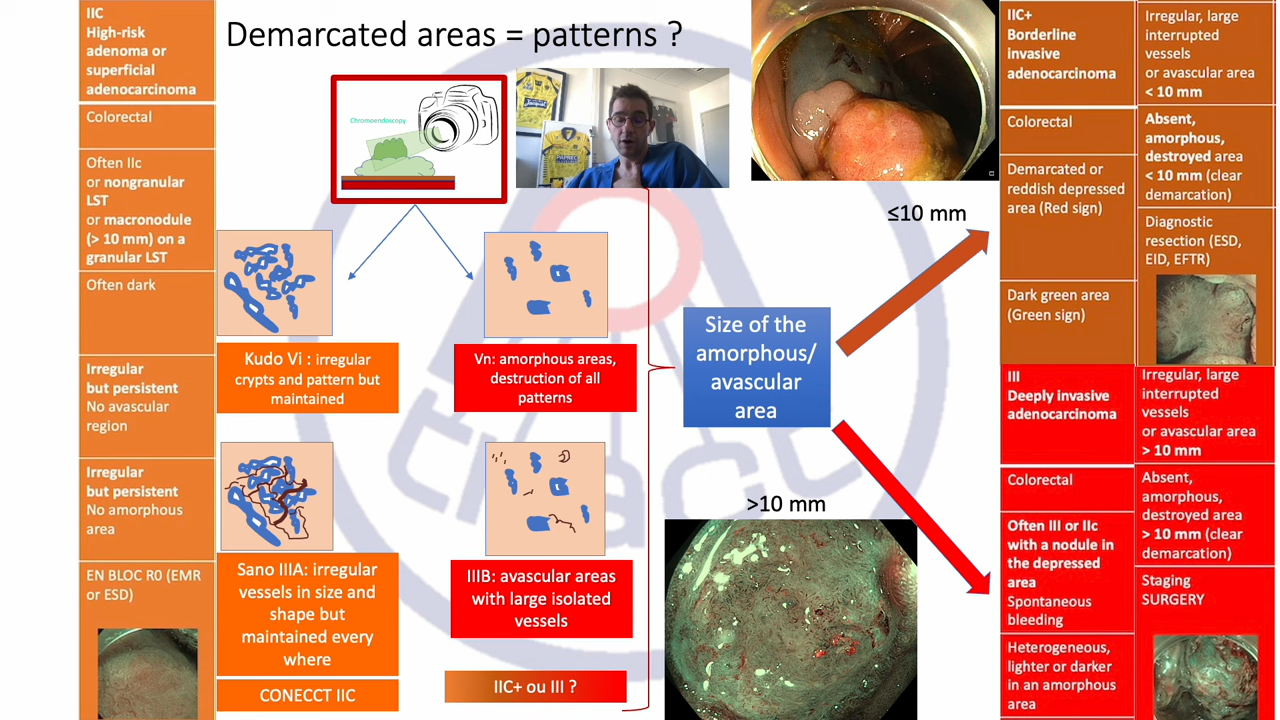 IIC
High-risk
adenoma or
superficial
adenocarcinoma
Colorectal
Often IIc
or nongranular
LST
or macronodule
(> 10 mm) on a
granular LST
Often dark
Irregular
but persistent
No avascular
region
Irregular
but persistent
No amorphous
area
EN BLOC R0 (EMR
or ESD)
Demarcated areas = patterns ?
Chromoendoscopy
Kudo Vi : irregular
crypts and pattern but
maintained
Vn: amorphous areas,
destruction of all
patterns
Sano IIIA: irregular
vessels in size and
shape but
maintained every
where
CONECCT IIC
IIIB: avascular areas
with large isolated
vessels
IIC+ ou III ?
Size of the
amorphous/
avascular
area
≤10 mm
>10 mm
IIC+
Borderline
invasive
adenocarcinoma
Colorectal
Demarcated or
reddish depressed
area (Red sign)
Dark green area
(Green sign)
Irregular, large
interrupted
vessels
or avascular area
< 10 mm
Absent,
amorphous,
destroyed area
< 10 mm (clear
demarcation)
Diagnostic
resection (ESD,
EID, EFTR)
III
Deeply invasive
adenocarcinoma
Colorectal
Often III or IIc
with a nodule in
the depressed
area
Spontaneous
bleeding
Heterogeneous,
lighter or darker
in an amorphous
area
Irregular, large
interrupted
vessels
or avascular area
> 10 mm
Absent,
amorphous,
destroyed area
> 10 mm (clear
demarcation)
Staging
SURGERY